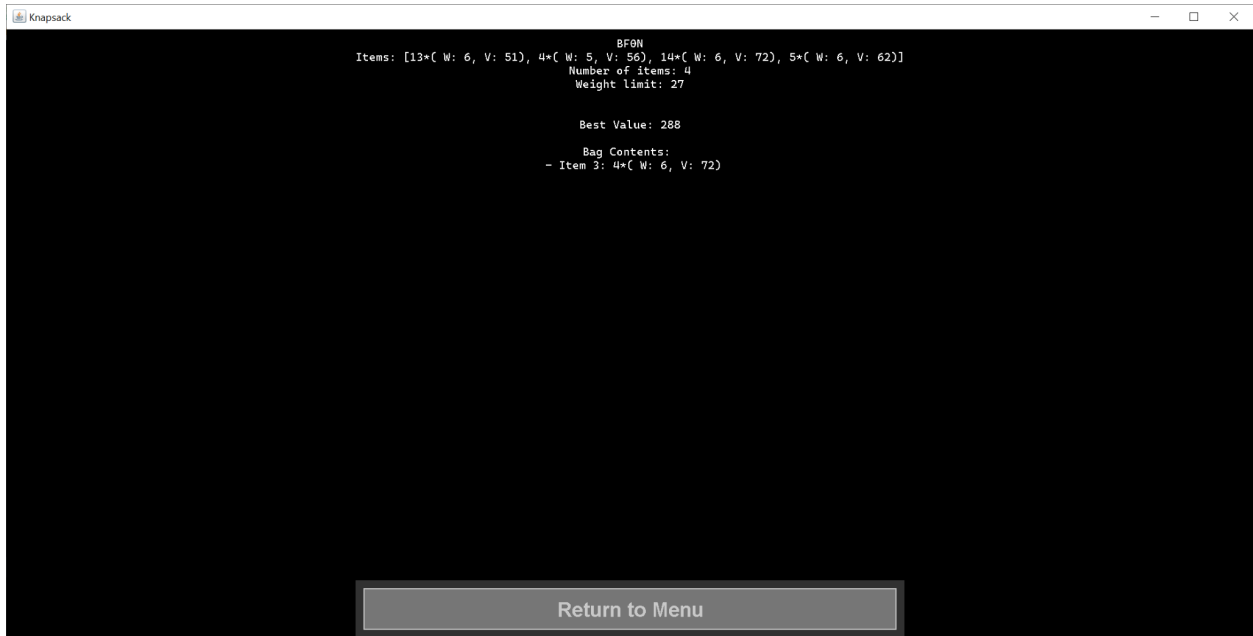 Knapsack
BF0N
Items: [13*( W: 6, V: 51), 4*( W: 5, V: 56), 14*( W: 6, V: 72), 5*( W: 6, V: 62)]
Number of items: 4
Weight limit: 27
Best Value: 288
Bag Contents:
- Item 3: 4*( W: 6, V: 72)
Return to Menu